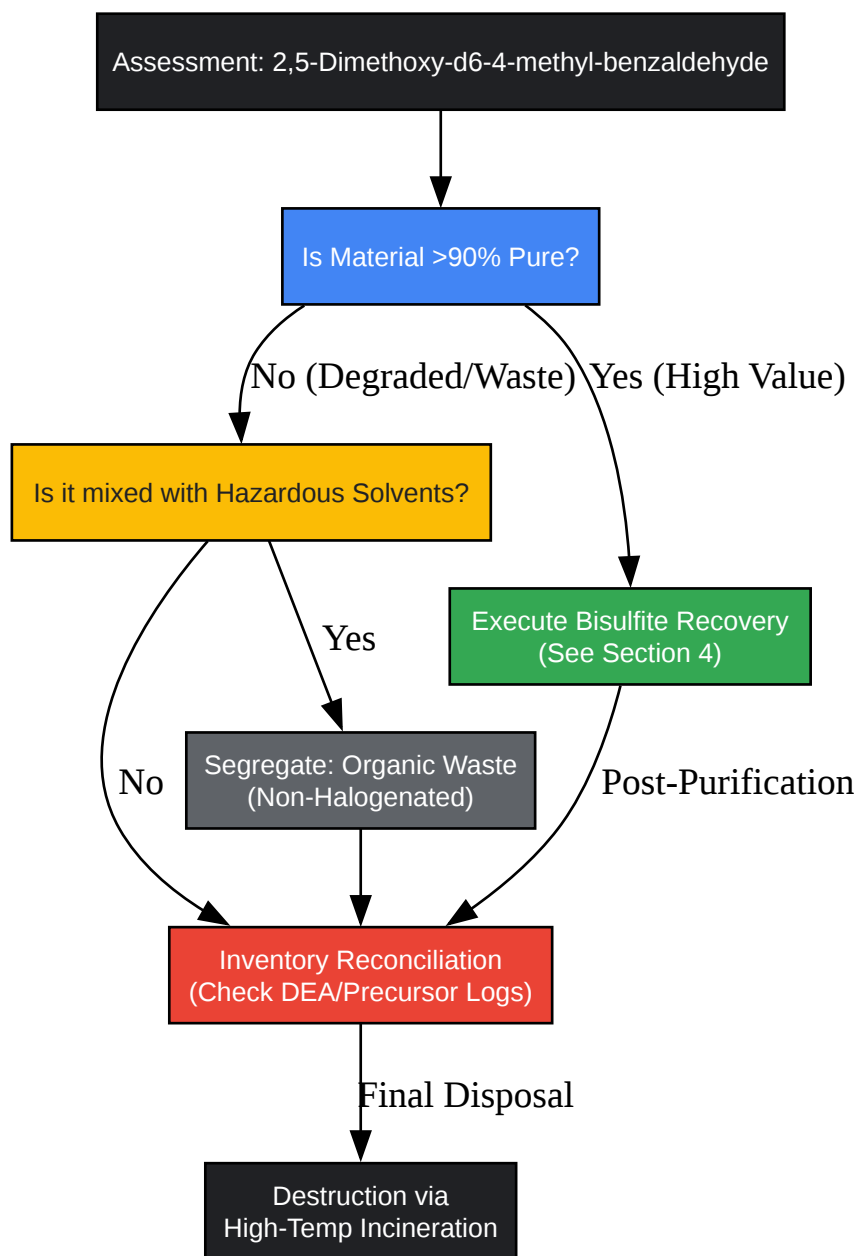 Assessment: 2,5-Dimethoxy-d6-4-methyl-benzaldehyde
Is Material >90% Pure?
No (Degraded/Waste)
Yes (High Value)
Is it mixed with Hazardous Solvents?
Execute Bisulfite Recovery
(See Section 4)
Yes
Segregate: Organic Waste
(Non-Halogenated)
No
Post-Purification
Inventory Reconciliation
(Check DEA/Precursor Logs)
Final Disposal
Destruction via
High-Temp Incineration